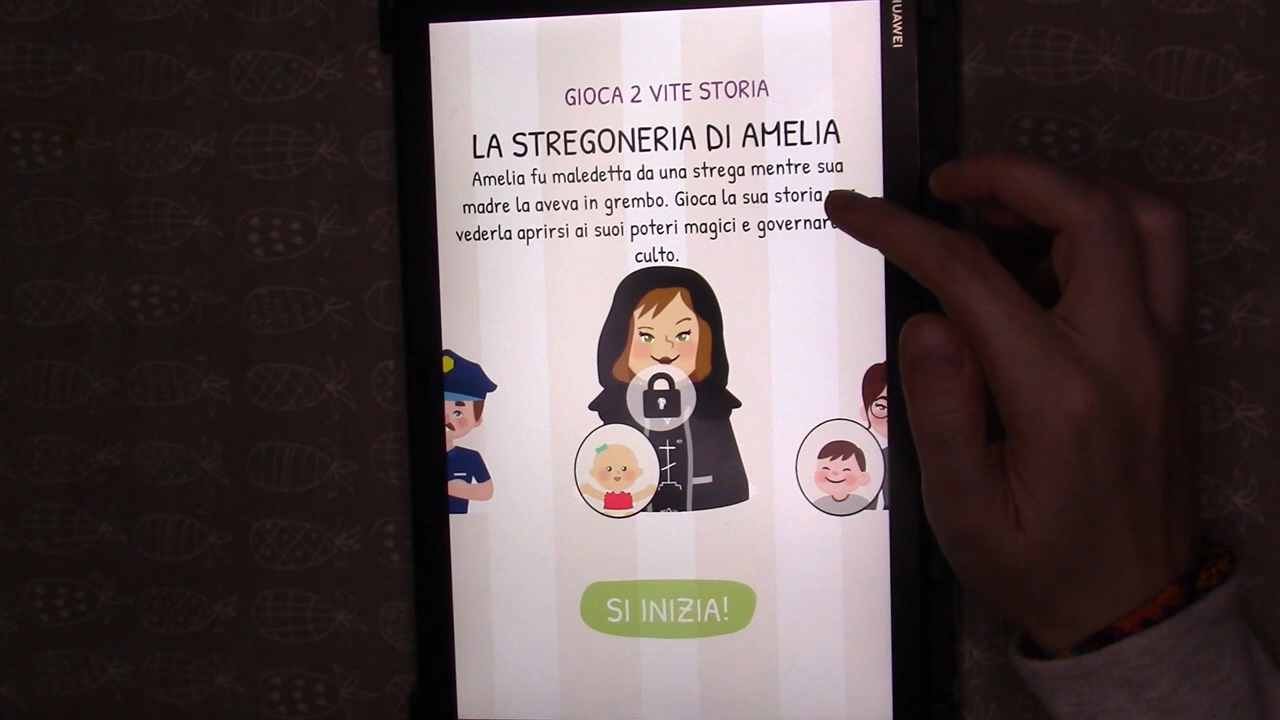 HUAWEI
GIOCA 2 VITE STORIA
LA STREGONERIA DI AMELIA
Amelia fu maledetta da una strega mentre sua
madre la aveva in grembo. Gioca la sua storia
vederla aprirsi ai suoi poteri magici e governare
culto.
SI INIZIA!